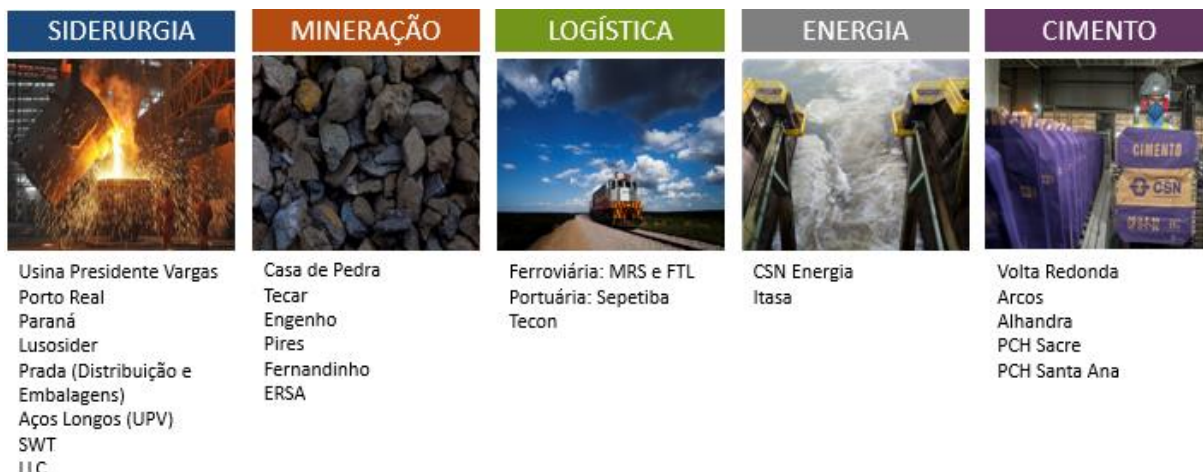 SIDERURGIA
Usina Presidente Vargas
Porto Real
Paraná
Lusosider
Prada (Distribuição e
Embalagens)
Aços Longos (UPV)
SWT
LLC
MINERAÇÃO
Casa de Pedra
Tecar
Engenho
Pires
Fernandinho
ERSA
LOGÍSTICA
Ferroviária: MRS e FTL
Portuária: Sepetiba
Tecon
ENERGIA
CSN Energia
Itasa
CIMENTO
CIMENTO
CSN
Volta Redonda
Arcos
Alhandra
PCH Sacre
PCH Santa Ana